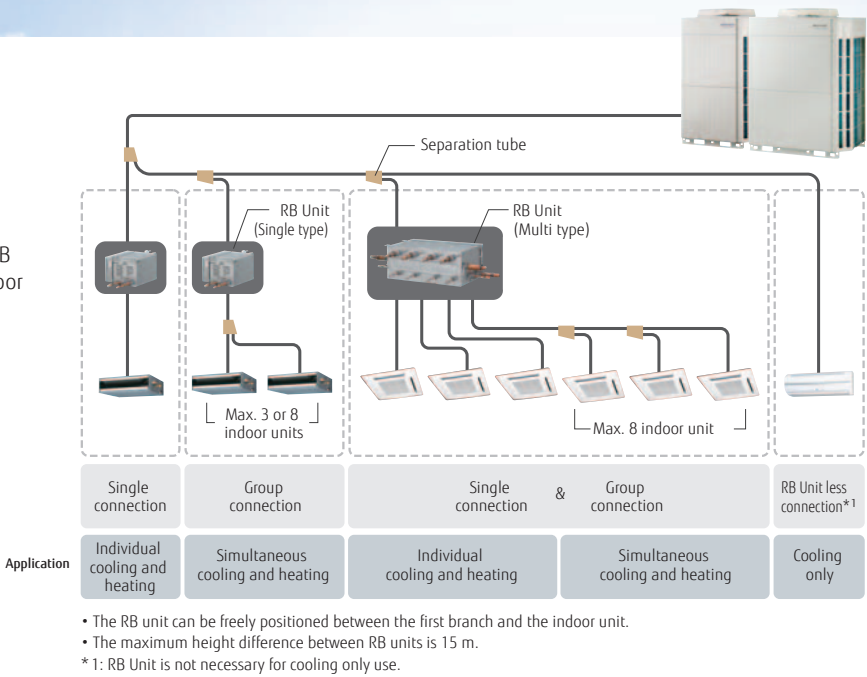 Separation tube
RB Unit
(Single type)
RB Unit
(Multi type)
B
oor
Max. 3 or 8
indoor units
Max. 8 indoor unit
Single
connection
Group
connection
Single
connection
&
Group
connection
RB Unit less
connection*1
Application
Individual
cooling and
heating
Simultaneous
cooling and heating
Individual
cooling and heating
Simultaneous
cooling and heating
Cooling
only
• The RB unit can be freely positioned between the first branch and the indoor unit.
• The maximum height difference between RB units is 15 m.
*1: RB Unit is not necessary for cooling only use.